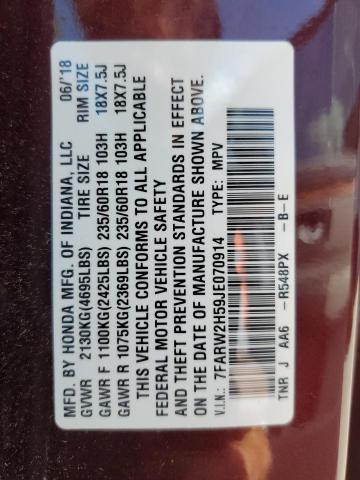 MFD. BY HONDA MFG. OF INDIANA, LLC 06/'18
GVWR 2130KG(4695LBS) TIRE SIZE RIM SIZE
GAWR F 1100KG(2425LBS) 235/60R18 103H 18X7.5J
GAWR R 1075KG(2369LBS) 235/60R18 103H 18X7.5J
THIS VEHICLE CONFORMS TO ALL APPLICABLE
FEDERAL MOTOR VEHICLE SAFETY
AND THEFT PREVENTION STANDARDS IN EFFECT
ON THE DATE OF MANUFACTURE SHOWN ABOVE.
V.I.N.: 7FARW2H59JE070914 TYPE: MPV
TNR J AA6 -R548PX -B-E